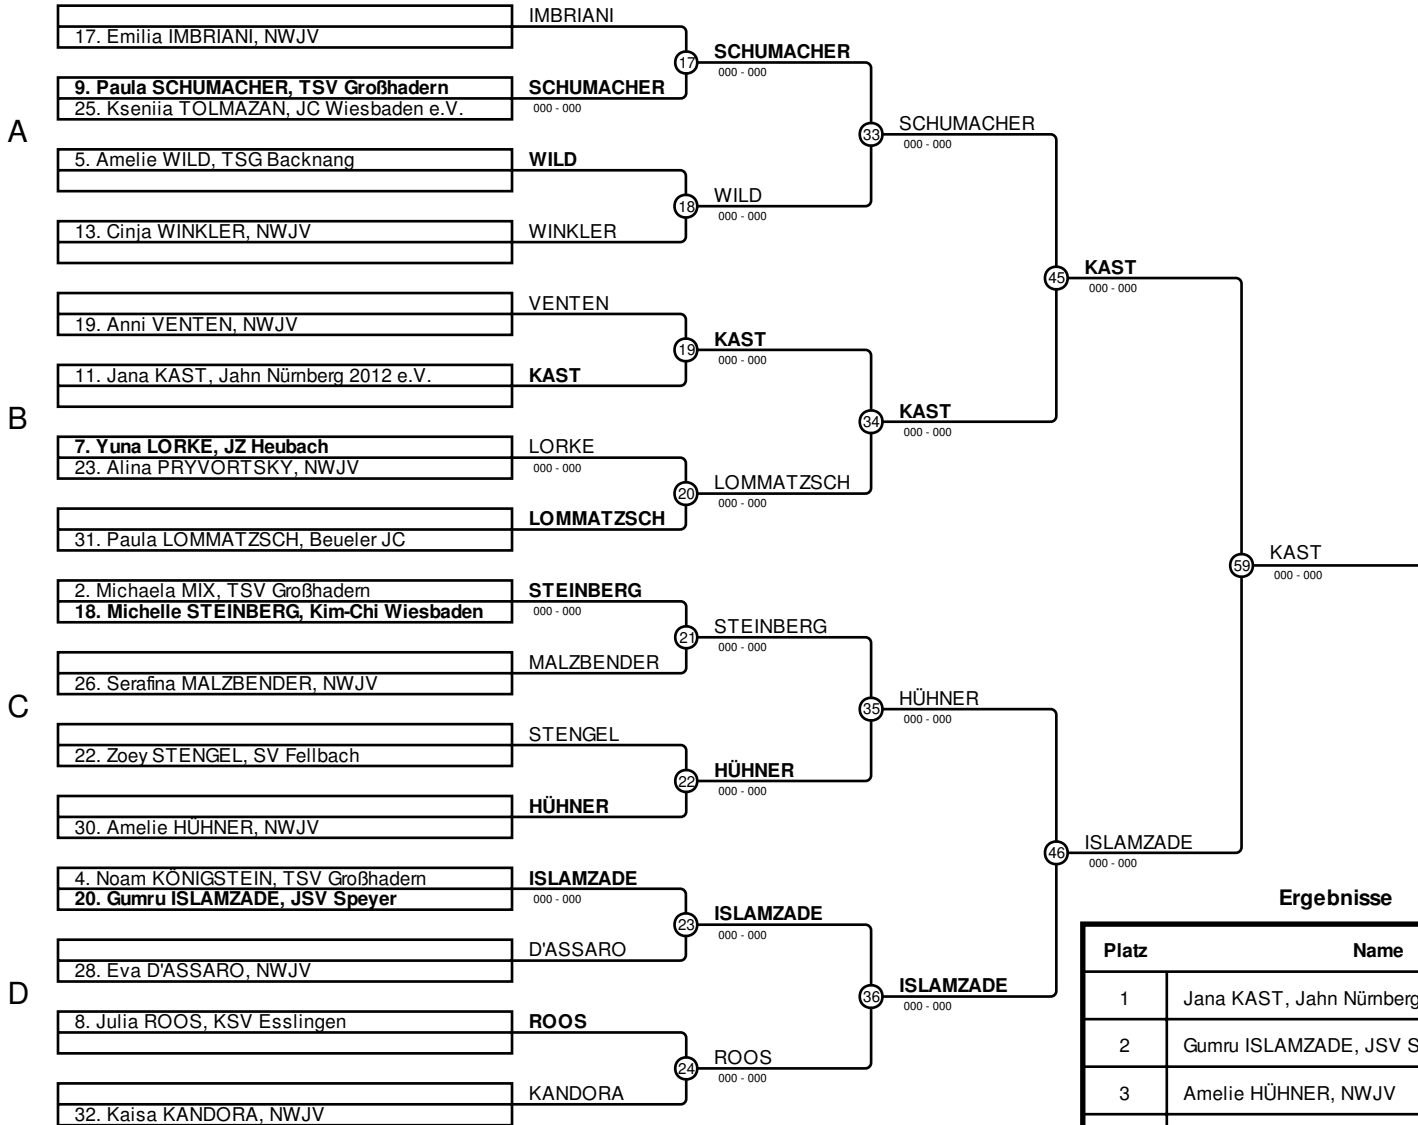 IMBRIANI
17. Emilia IMBRIANI, NWJV
17
SCHUMACHER
000 - 000
9. Paula SCHUMACHER, TSV Großhadern
SCHUMACHER
25. Kseniia TOLMAZAN, JC Wiesbaden e.V.
000 - 000
A
33
SCHUMACHER
000 - 000
5. Amelie WILD, TSG Backnang
WILD
18
WILD
000 - 000
13. Cinja WINKLER, NWJV
WINKLER
45
KAST
000 - 000
VENTEN
19. Anni VENTEN, NWJV
19
KAST
000 - 000
11. Jana KAST, Jahn Nürnberg 2012 e.V.
KAST
B
34
KAST
000 - 000
7. Yuna LORKE, JZ Heubach
LORKE
23. Alina PRYVORTSKY, NWJV
000 - 000
20
LOMMATZSCH
000 - 000
LOMMATZSCH
31. Paula LOMMATZSCH, Beueler JC
59
KAST
000 - 000
2. Michaela MIX, TSV Großhadern
STEINBERG
18. Michelle STEINBERG, Kim-Chi Wiesbaden
000 - 000
21
STEINBERG
000 - 000
MALZBENDER
26. Serafina MALZBENDER, NWJV
C
35
HÜHNER
000 - 000
STENGEL
22. Zoey STENGEL, SV Fellbach
22
HÜHNER
000 - 000
HÜHNER
30. Amelie HÜHNER, NWJV
46
ISLAMZADE
000 - 000
4. Noam KÖNIGSTEIN, TSV Großhadern
ISLAMZADE
20. Gumru ISLAMZADE, JSV Speyer
000 - 000
23
ISLAMZADE
000 - 000
D'ASSARO
28. Eva D'ASSARO, NWJV
D
36
ISLAMZADE
000 - 000
8. Julia ROOS, KSV Esslingen
ROOS
24
ROOS
000 - 000
KANDORA
32. Kaisa KANDORA, NWJV
Ergebnisse
Platz Name
1 Jana KAST, Jahn Nürnberg
2 Gumru ISLAMZADE, JSV S
3 Amelie HÜHNER, NWJV